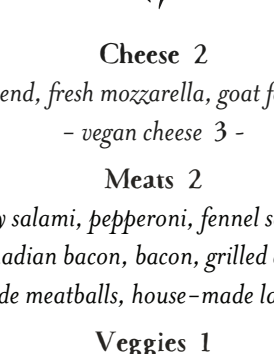 Cheese 2
fresh mozzarella, goat
- vegan cheese 3 -
Meats 2
salami, pepperoni, fennel
bacon, bacon, grilled
meatballs, house-made
Veggies 1